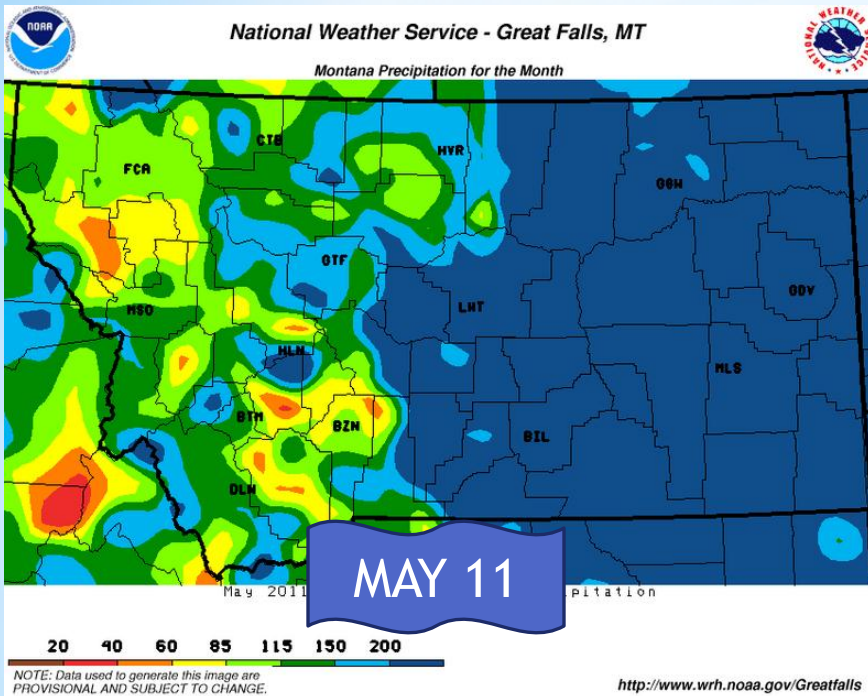 NOAA
National Weather Service - Great Falls, MT
Montana Precipitation for the Month
CTB
HVR
FCA
GGW
GTF
GDV
MSO
LWT
HLN
MLS
BTM
BZN
BIL
DLN
MAY 11
May 2011 cipitation
20 40 60 85 115 150 200
NOTE: Data used to generate this image are
PROVISIONAL AND SUBJECT TO CHANGE.
http://www.wrh.noaa.gov/Greatfalls